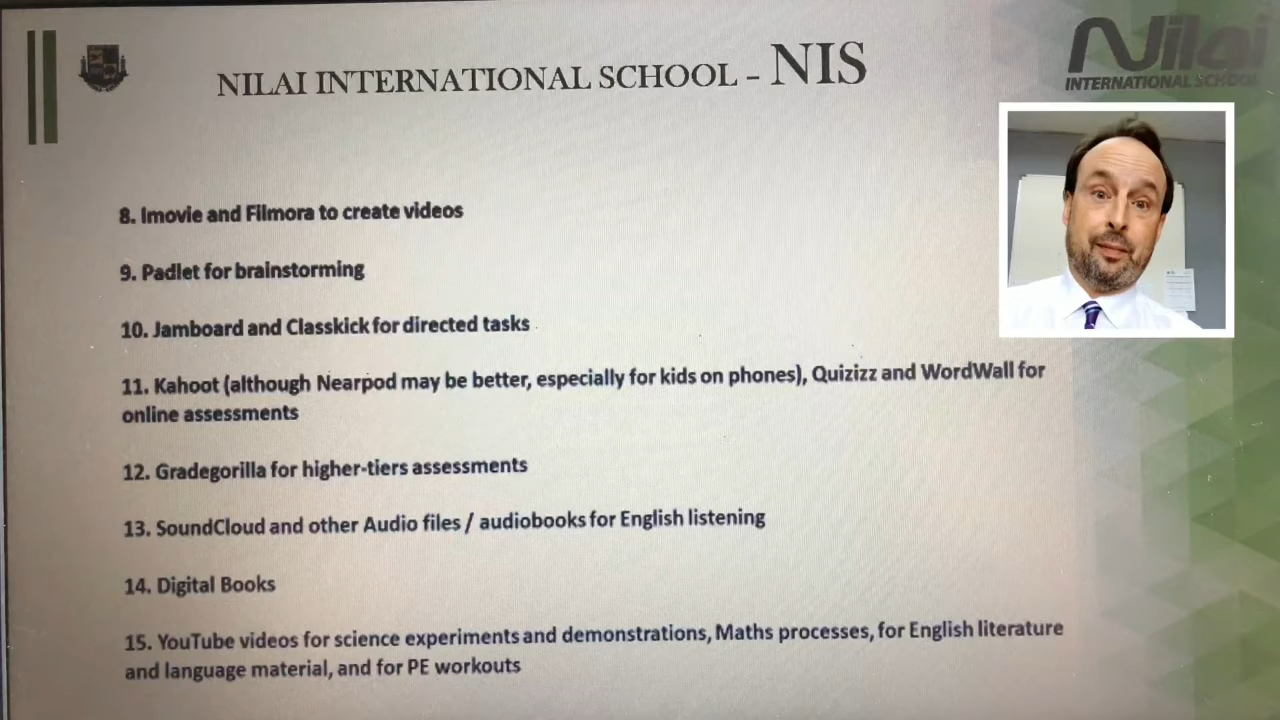 NILAI INTERNATIONAL SCHOOL - NIS
Nilai
INTERNATIONAL SCHOOL
8. Imovie and Filmora to create videos
9. Padlet for brainstorming
10. Jamboard and Classkick for directed tasks
11. Kahoot (although Nearpod may be better, especially for kids on phones), Quizizz and WordWall for
online assessments
12. Gradegorilla for higher-tiers assessments
13. SoundCloud and other Audio files / audiobooks for English listening
14. Digital Books
15. YouTube videos for science experiments and demonstrations, Maths processes, for English literature
and language material, and for PE workouts